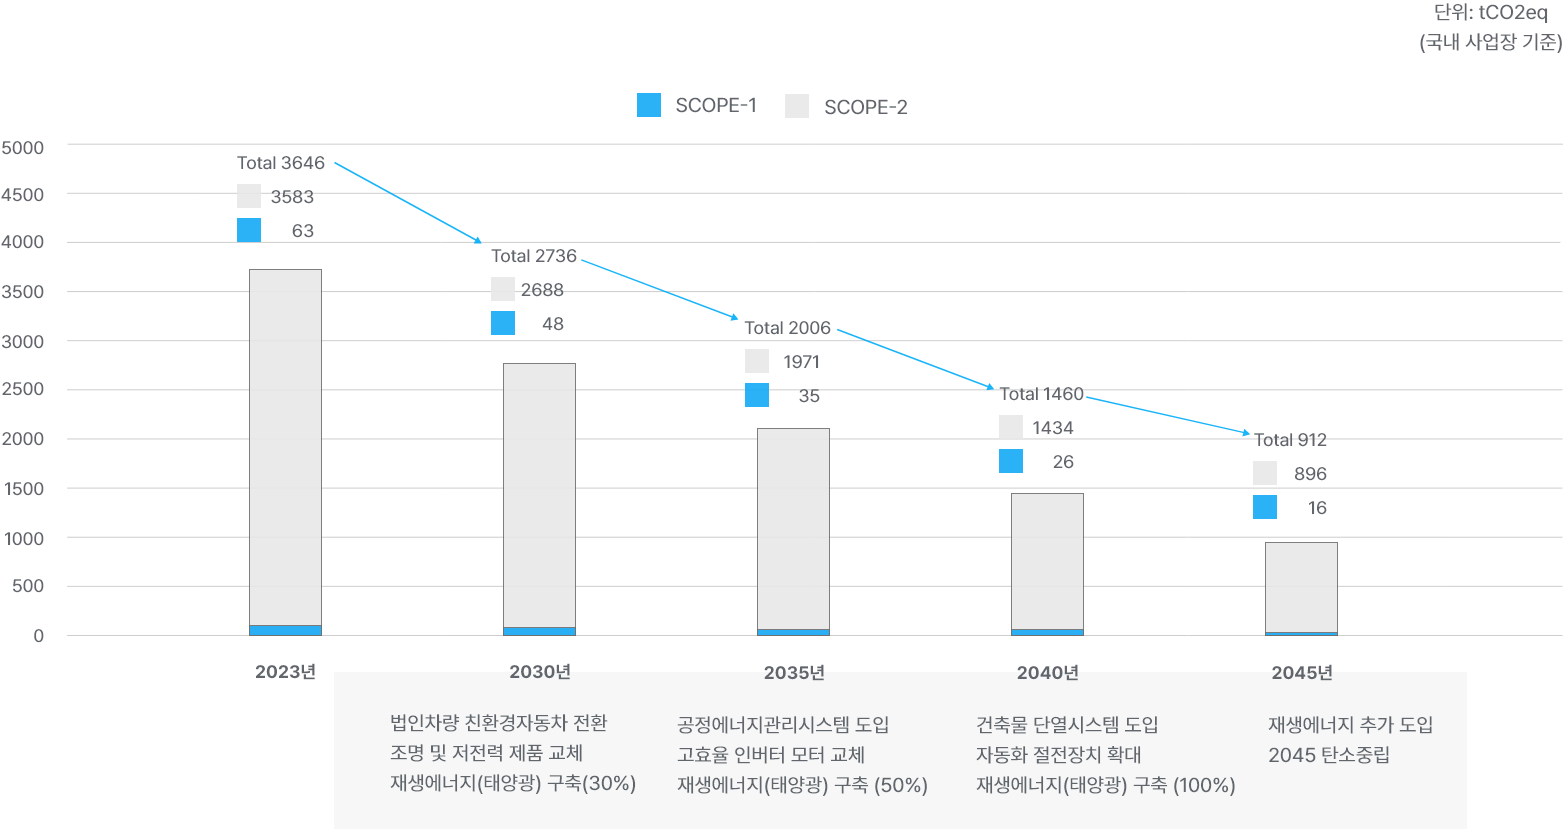 단위: tCO2eq
(국내 사업장 기준)
SCOPE-1
SCOPE-2
5000
4500
4000
3500
3000
2500
2000
1500
1000
500
0
Total 3646
3583
63
Total 2736
2688
48
Total 2006
1971
35
Total 1460
1434
26
Total 912
896
16
2023년
2030년
2035년
2040년
2045년
법인차량 친환경자동차 전환
조명 및 저전력 제품 교체
재생에너지(태양광) 구축(30%)
공정에너지관리시스템 도입
고효율 인버터 모터 교체
재생에너지(태양광) 구축 (50%)
건축물 단열시스템 도입
자동화 절전장치 확대
재생에너지(태양광) 구축 (100%)
재생에너지 추가 도입
2045 탄소중립